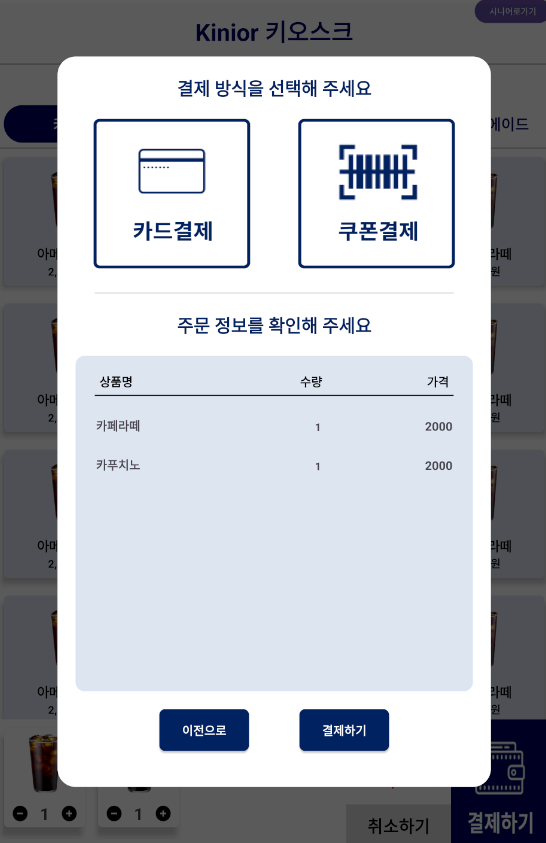 시니어로가기
Kinior 키오스크
에이드
결제 방식을 선택해 주세요
카드결제
쿠폰결제
주문 정보를 확인해 주세요
상품명 수량 가격
카페라떼 1 2000
카푸치노 1 2000
이전으로
결제하기
아메
2,
라떼
원
아메
2,
라떼
원
아메
2,
라떼
원
아메
2,
라떼
원
1
1
취소하기
결제하기